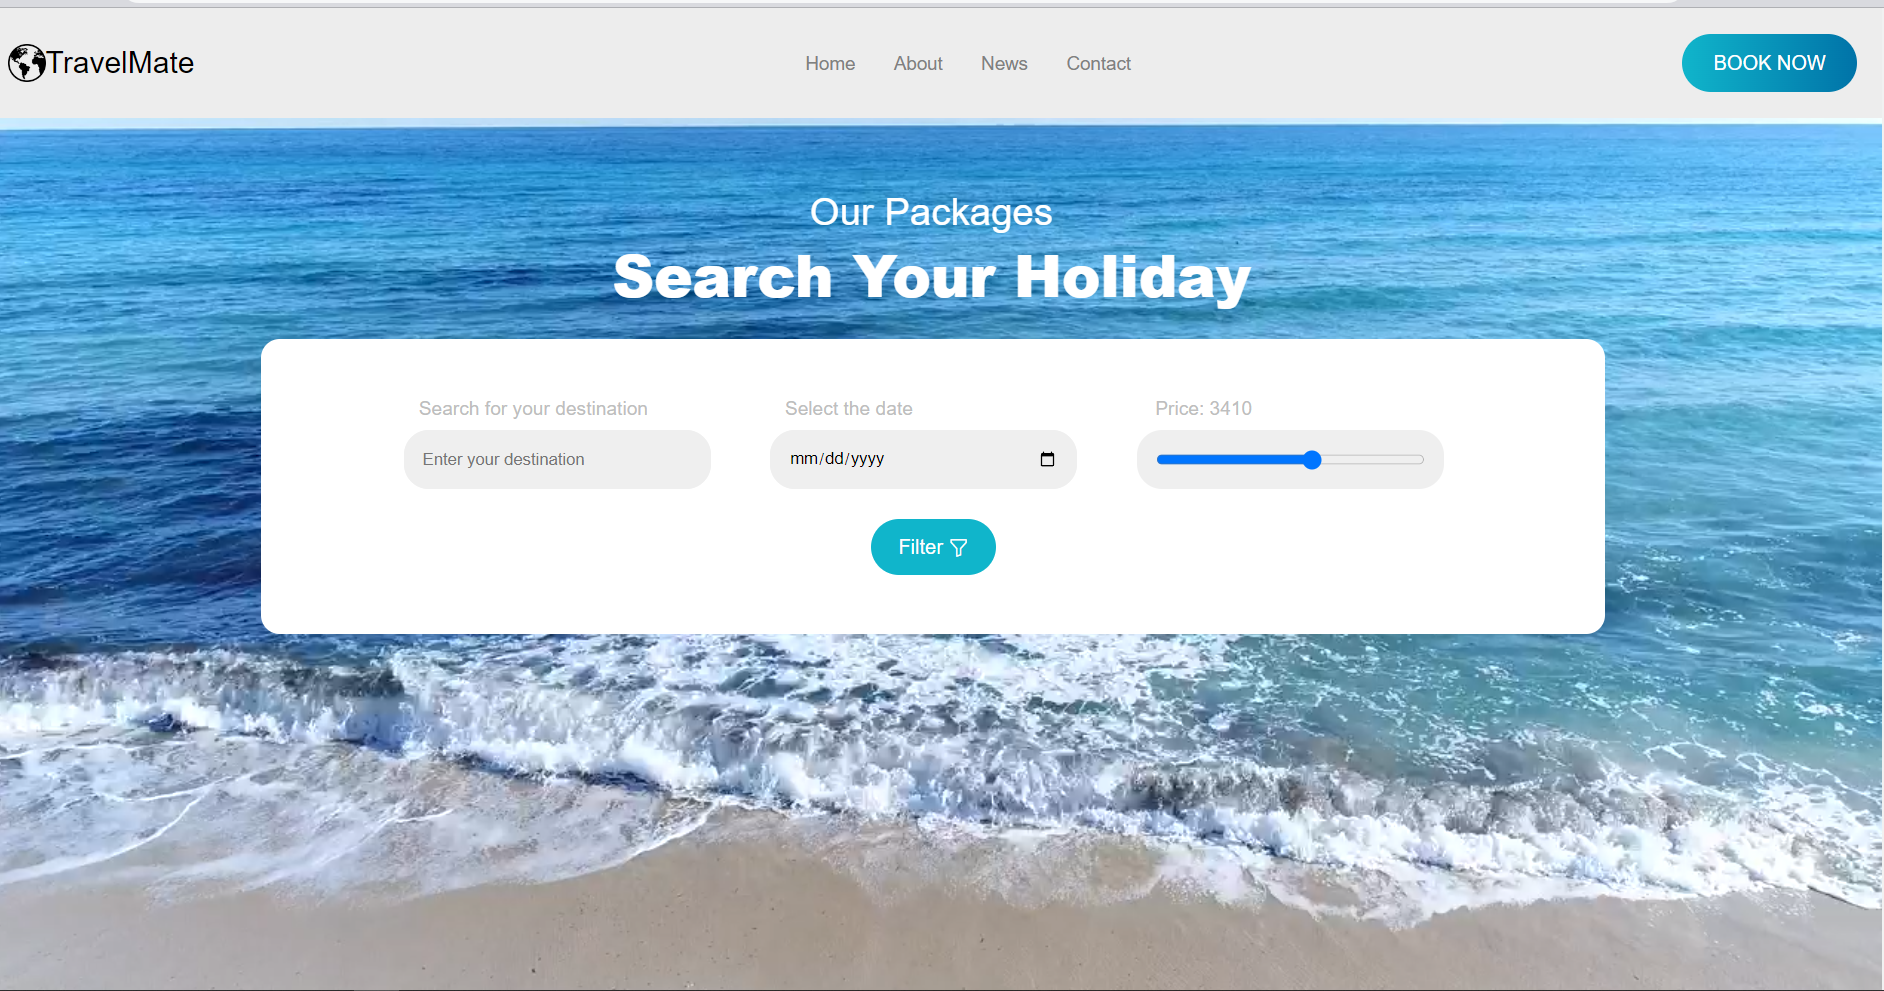 TravelMate
Home About News Contact
BOOK NOW
Our Packages
Search Your Holiday
Search for your destination
Enter your destination
Select the date
mm/dd/yyyy
Price: 3410
Filter